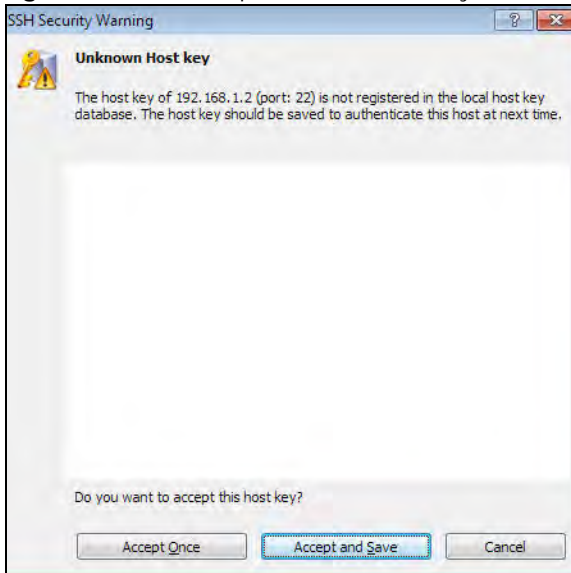 SSH Security Warning
Unknown Host key
The host key of 192.168.1.2 (port: 22) is not registered in the local host key
database. The host key should be saved to authenticate this host at next time.
Do you want to accept this host key?
Accept Once
Accept and Save
Cancel